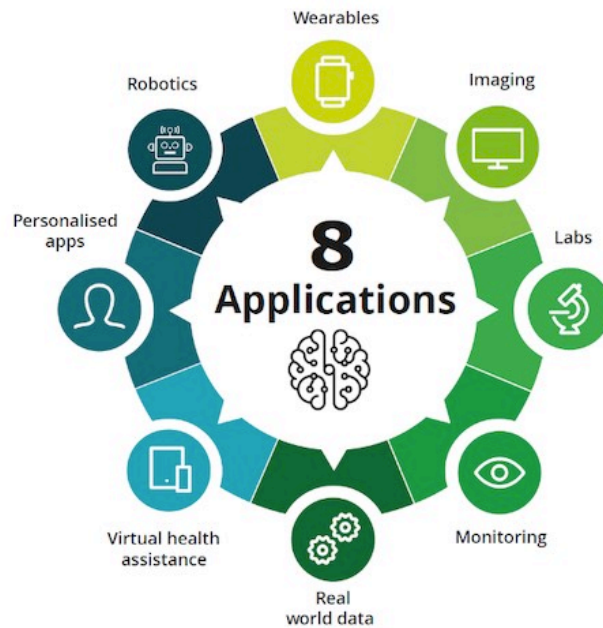 Wearables
Robotics
Imaging
Personalised
apps
8
Applications
Labs
Virtual health
assistance
Monitoring
Real
world data